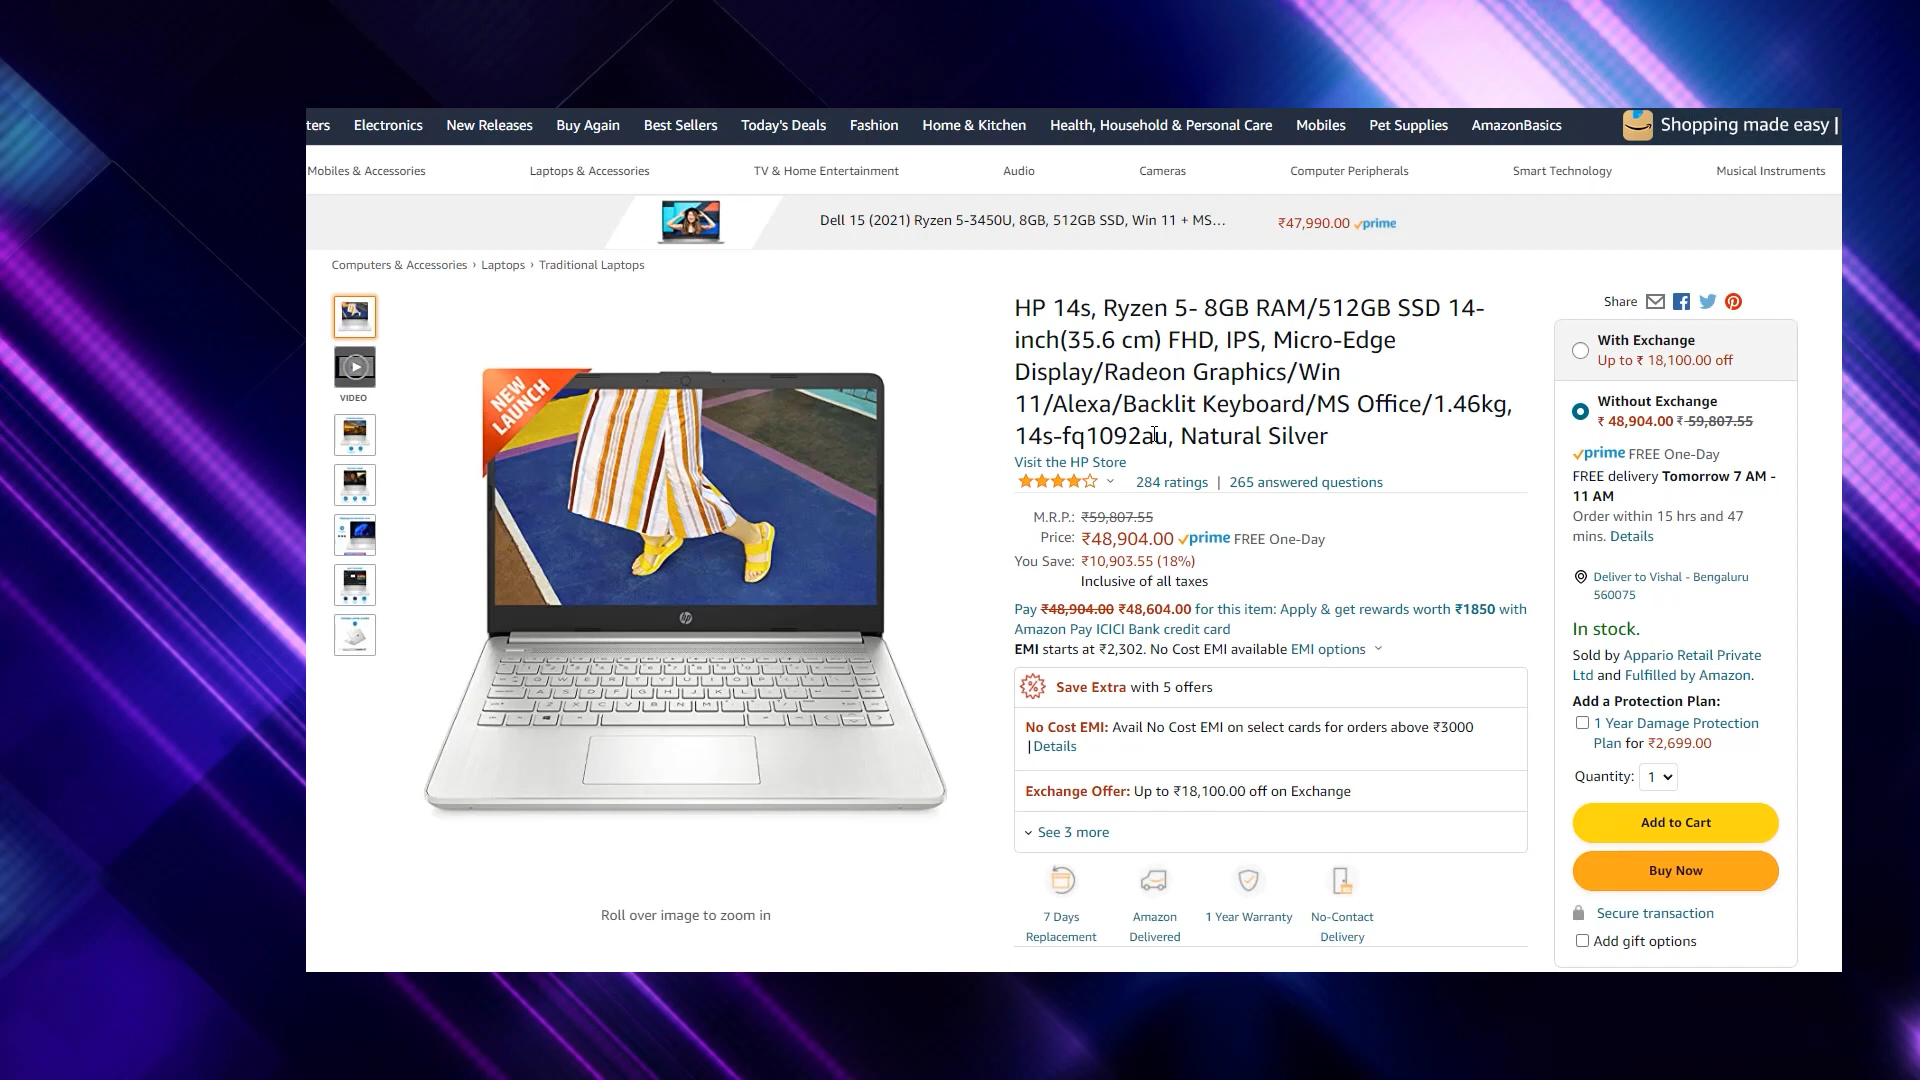 ters Electronics New Releases Buy Again Best Sellers Today's Deals Fashion Home & Kitchen Health, Household & Personal Care Mobiles Pet Supplies AmazonBasics Shopping made easy |
Mobiles & Accessories Laptops & Accessories TV & Home Entertainment Audio Cameras Computer Peripherals Smart Technology Musical Instruments
Dell 15 (2021) Ryzen 5-3450U, 8GB, 512GB SSD, Win 11 + MS... ₹47,990.00 prime
Computers & Accessories › Laptops › Traditional Laptops
VIDEO
NEW
LAUNCH
hp
Roll over image to zoom in
HP 14s, Ryzen 5- 8GB RAM/512GB SSD 14-
inch(35.6 cm) FHD, IPS, Micro-Edge
Display/Radeon Graphics/Win
11/Alexa/Backlit Keyboard/MS Office/1.46kg,
14s-fq1092au, Natural Silver
Visit the HP Store
284 ratings | 265 answered questions
M.R.P.: ₹59,807.55
Price: ₹48,904.00 prime FREE One-Day
You Save: ₹10,903.55 (18%)
Inclusive of all taxes
Pay ₹48,904.00 ₹48,604.00 for this item: Apply & get rewards worth ₹1850 with
Amazon Pay ICICI Bank credit card
EMI starts at ₹2,302. No Cost EMI available EMI options
Save Extra with 5 offers
No Cost EMI: Avail No Cost EMI on select cards for orders above ₹3000
|Details
Exchange Offer: Up to ₹18,100.00 off on Exchange
See 3 more
7 Days
Replacement
Amazon
Delivered
1 Year Warranty
No-Contact
Delivery
Share
With Exchange
Up to ₹ 18,100.00 off
Without Exchange
₹ 48,904.00 ₹ 59,807.55
prime FREE One-Day
FREE delivery Tomorrow 7 AM -
11 AM
Order within 15 hrs and 47
mins. Details
Deliver to Vishal - Bengaluru
560075
In stock.
Sold by Appario Retail Private
Ltd and Fulfilled by Amazon.
Add a Protection Plan:
1 Year Damage Protection
Plan for ₹2,699.00
Quantity: 1
Add to Cart
Buy Now
Secure transaction
Add gift options